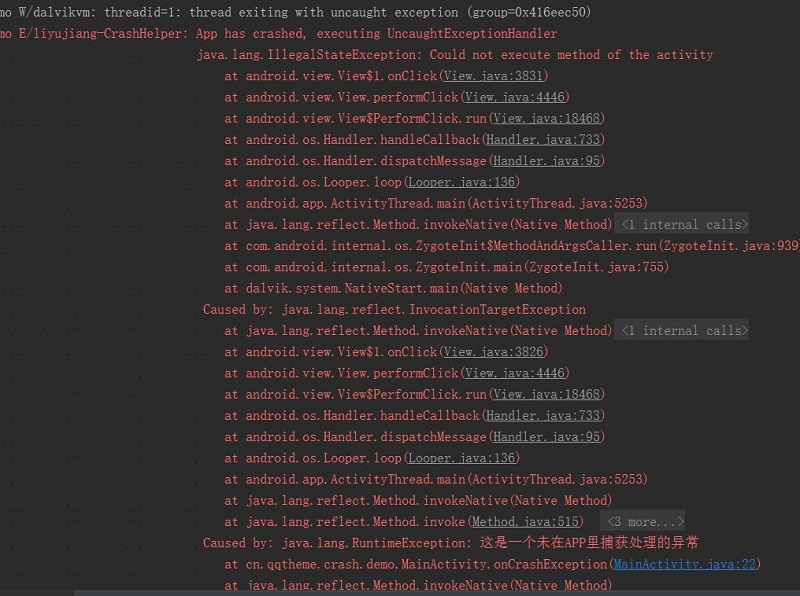 mo W/dalvikvm: threadid=1: thread exiting with uncaught exception (group=0x416eec50)
mo E/liyujiang-CrashHelper: App has crashed, executing UncaughtExceptionHandler
java.lang.IllegalStateException: Could not execute method of the activity
at android.view.View$1.onClick(View.java:3831)
at android.view.View.performClick(View.java:4446)
at android.view.View$PerformClick.run(View.java:18468)
at android.os.Handler.handleCallback(Handler.java:733)
at android.os.Handler.dispatchMessage(Handler.java:95)
at android.os.Looper.loop(Looper.java:136)
at android.app.ActivityThread.main(ActivityThread.java:5253)
at java.lang.reflect.Method.invokeNative(Native Method) <1 internal calls>
at com.android.internal.os.ZygoteInit$MethodAndArgsCaller.run(ZygoteInit.java:939)
at com.android.internal.os.ZygoteInit.main(ZygoteInit.java:755)
at dalvik.system.NativeStart.main(Native Method)
Caused by: java.lang.reflect.InvocationTargetException
at java.lang.reflect.Method.invokeNative(Native Method) <1 internal calls>
at android.view.View$1.onClick(View.java:3826)
at android.view.View.performClick(View.java:4446)
at android.view.View$PerformClick.run(View.java:18468)
at android.os.Handler.handleCallback(Handler.java:733)
at android.os.Handler.dispatchMessage(Handler.java:95)
at android.os.Looper.loop(Looper.java:136)
at android.app.ActivityThread.main(ActivityThread.java:5253)
at java.lang.reflect.Method.invokeNative(Native Method)
at java.lang.reflect.Method.invoke(Method.java:515) <3 more...>
Caused by: java.lang.RuntimeException: 这是一个未在APP里捕获处理的异常
at cn.qqtheme.crash.demo.MainActivity.onCrashException(MainActivity.java:22)
at java.lang.reflect.Method.invokeNative(Native Method)